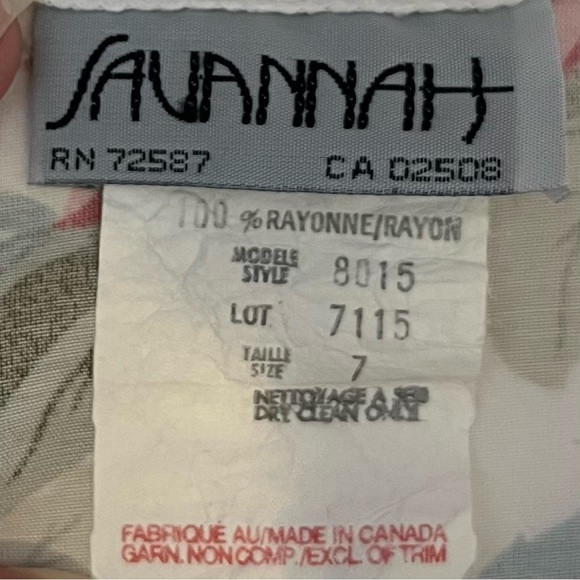 SAVANNAH
RN 72587 CA 02508
100 % RAYONNE/RAYON
MODELE
STYLE 8015
LOT 7115
TAILLE
SIZE 7
NETTOYAGE A SEC
DRY CLEAN ONLY
FABRIQUÉ AU/MADE IN CANADA
GARN. NON COMP./EXCL. OF TRIM